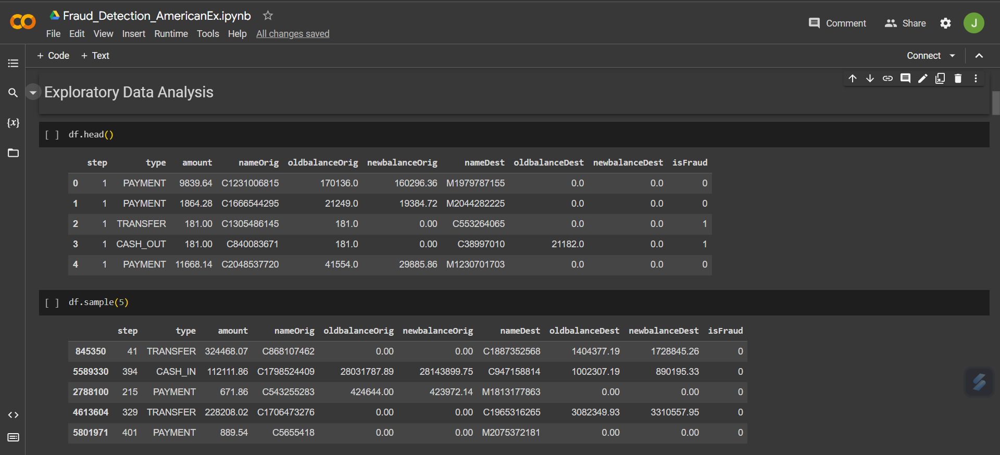 Fraud_Detection_AmericanEx.ipynb
Comment Share J
File Edit View Insert Runtime Tools Help All changes saved
+ Code + Text Connect
Exploratory Data Analysis
{x}
[ ] df.head()
step type amount nameOrig oldbalanceOrig newbalanceOrig nameDest oldbalanceDest newbalanceDest isFraud
0 1 PAYMENT 9839.64 C1231006815 170136.0 160296.36 M1979787155 0.0 0.0 0
1 1 PAYMENT 1864.28 C1666544295 21249.0 19384.72 M2044282225 0.0 0.0 0
2 1 TRANSFER 181.00 C1305486145 181.0 0.00 C553264065 0.0 0.0 1
3 1 CASH_OUT 181.00 C840083671 181.0 0.00 C38997010 21182.0 0.0 1
4 1 PAYMENT 11668.14 C2048537720 41554.0 29885.86 M1230701703 0.0 0.0 0
[ ] df.sample(5)
step type amount nameOrig oldbalanceOrig newbalanceOrig nameDest oldbalanceDest newbalanceDest isFraud
845350 41 TRANSFER 324468.07 C868107462 0.00 0.00 C1887352568 1404377.19 1728845.26 0
5589330 394 CASH_IN 112111.86 C1798524409 28031787.89 28143899.75 C947158814 1002307.19 890195.33 0
2788100 215 PAYMENT 671.86 C543255283 424644.00 423972.14 M1813177863 0.00 0.00 0
4613604 329 TRANSFER 228208.02 C1706473276 0.00 0.00 C1965316265 3082349.93 3310557.95 0
5801971 401 PAYMENT 889.54 C5655418 0.00 0.00 M2075372181 0.00 0.00 0